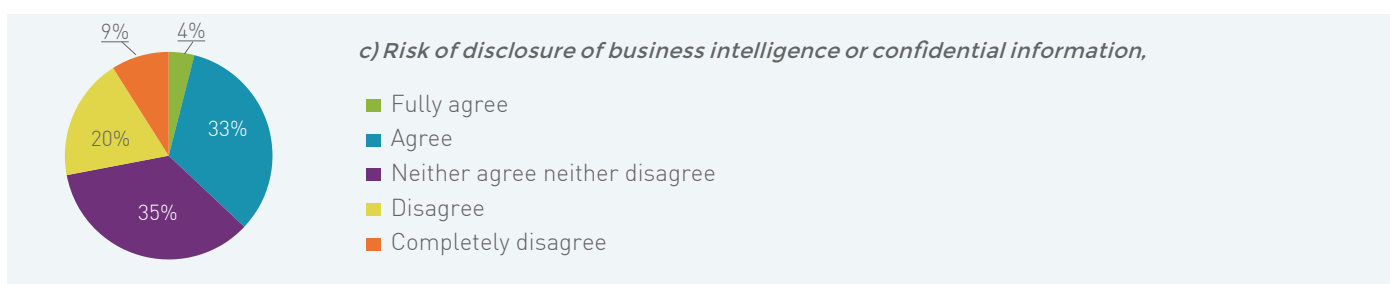 9%
4%
c) Risk of disclosure of business intelligence or confidential information,
Fully agree
33%
20%
Agree
Neither agree neither disagree
35%
Disagree
Completely disagree